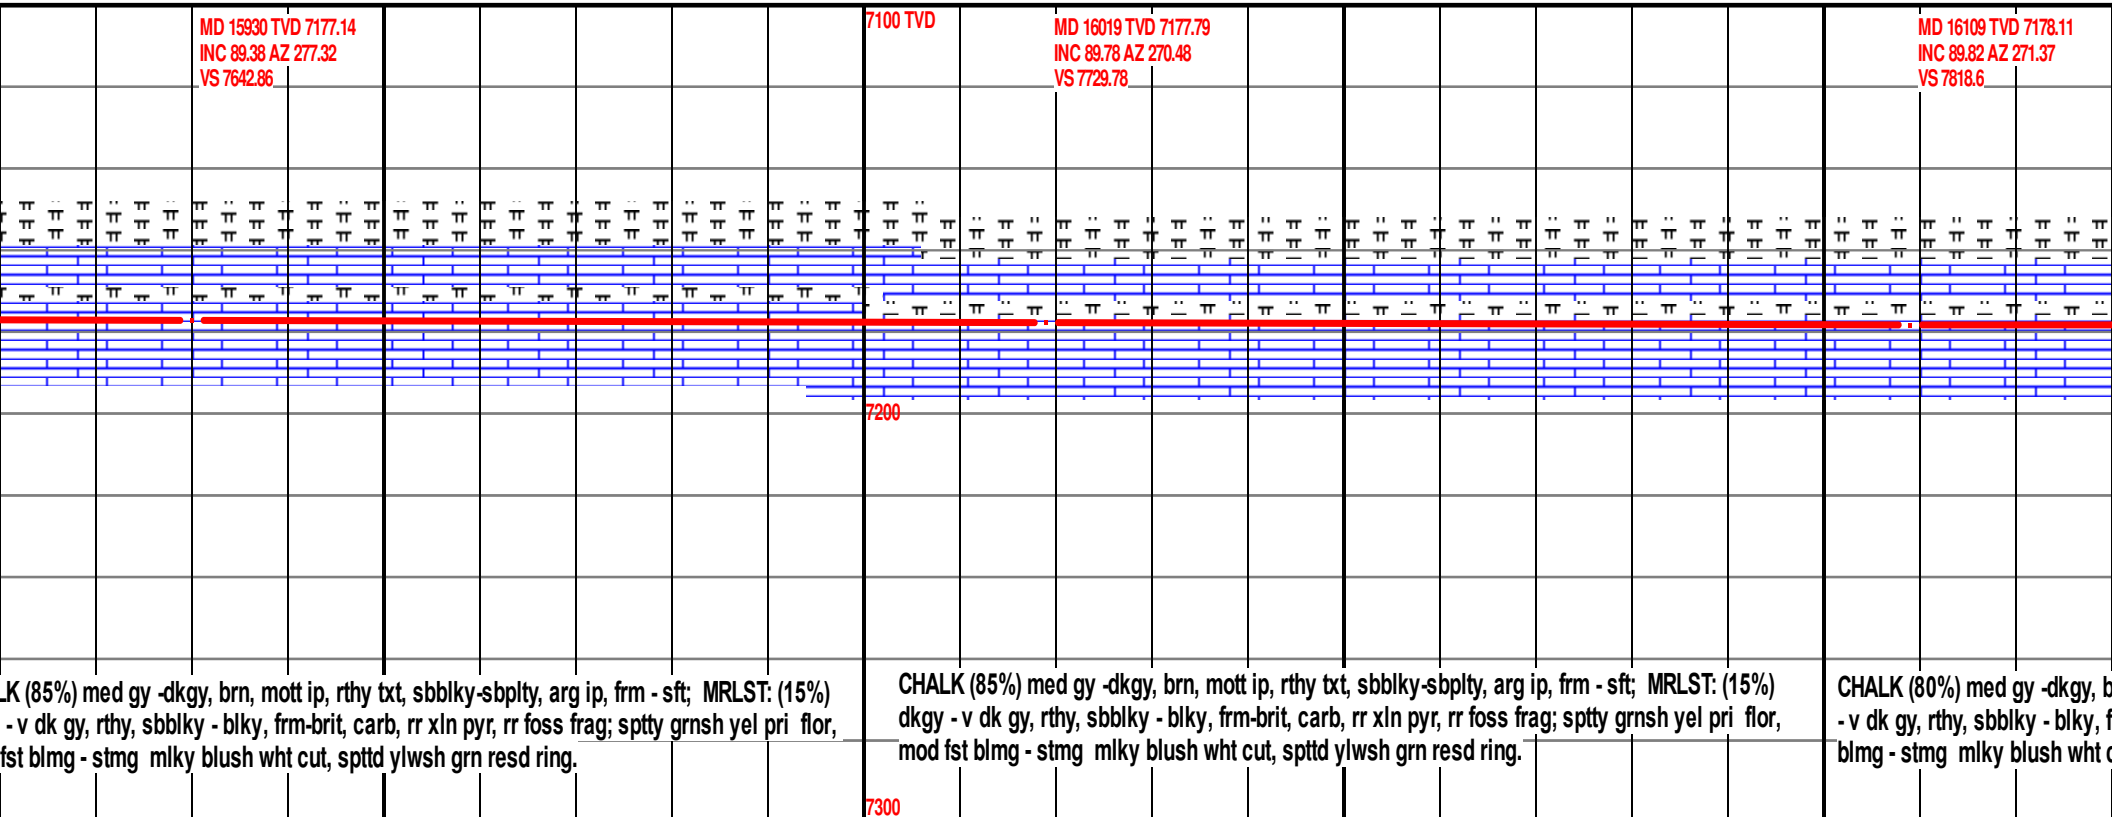 MD 15930 TVD 7177.14
INC 89.38 AZ 277.32
VS 7642.86
7100 TVD
MD 16019 TVD 7177.79
INC 89.78 AZ 270.48
VS 7729.78
MD 16109 TVD 7178.11
INC 89.82 AZ 271.37
VS 7818.6
7200
LK (85%) med gy -dkgy, brn, mott ip, rthy txt, sbblky-sbplty, arg ip, frm - sft; MRLST: (15%)
- v dk gy, rthy, sbblky - blky, frm-brit, carb, rr xln pyr, rr foss frag; sptty grnsh yel pri flor,
fst blmg - stmg mlky blush wht cut, spttd ylwsh grn resd ring.
CHALK (85%) med gy -dkgy, brn, mott ip, rthy txt, sbblky-sbplty, arg ip, frm - sft; MRLST: (15%)
dkgy - v dk gy, rthy, sbblky - blky, frm-brit, carb, rr xln pyr, rr foss frag; sptty grnsh yel pri flor,
mod fst blmg - stmg mlky blush wht cut, spttd ylwsh grn resd ring.
CHALK (80%) med gy -dkgy, b
- v dk gy, rthy, sbblky - blky, f
blmg - stmg mlky blush wht c
7300